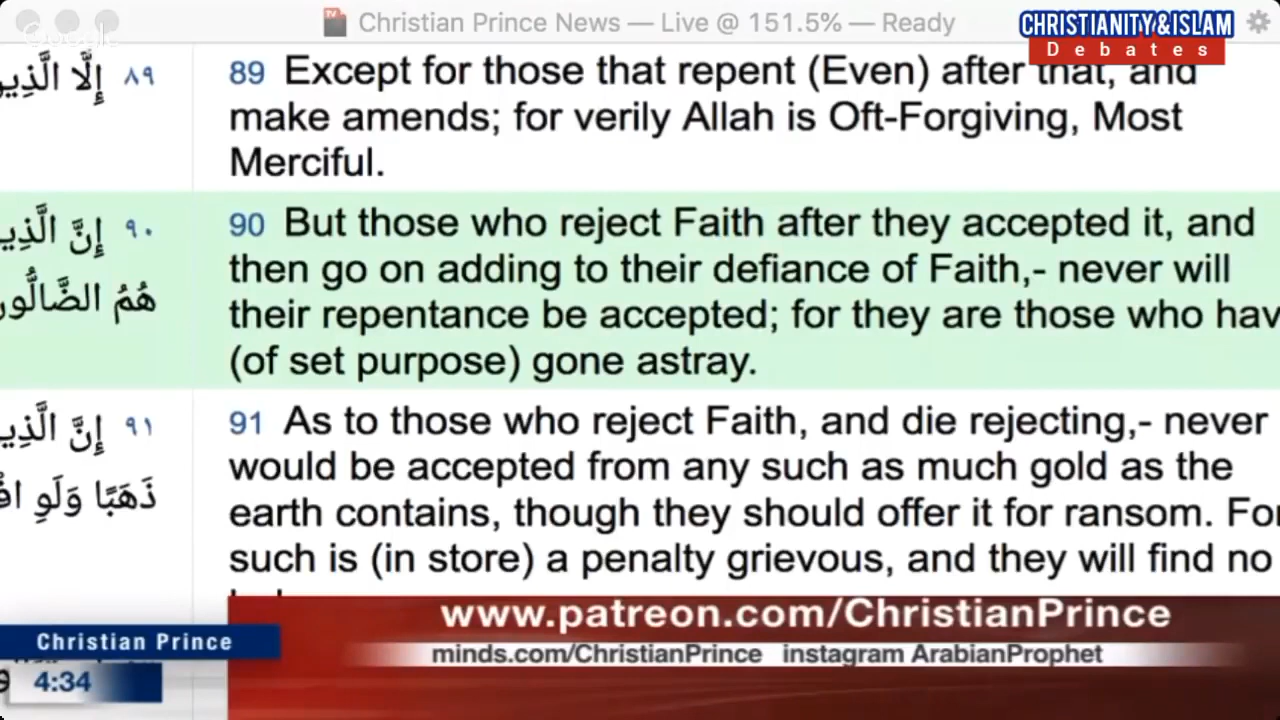 Christian Prince News — Live @ 151.5% — Ready
Google
CHRISTIANITY & ISLAM
Debates
٨٩ إِلَّا
89 Except for those that repent (Even) after that, and
make amends; for verily Allah is Oft-Forgiving, Most
Merciful.
٩٠ إِنَّ
90 But those who reject Faith after they accepted it, and
then go on adding to their defiance of Faith,- never will
هُمُ
their repentance be accepted; for they are those who hav
(of set purpose) gone astray.
٩١ إِنَّ
91 As to those who reject Faith, and die rejecting,- never
would be accepted from any such as much gold as the
ذَهَبًا وَلَوِ
earth contains, though they should offer it for ransom. For
such is (in store) a penalty grievous, and they will find no
www.patreon.com/ChristianPrince
Christian Prince
minds.com/ChristianPrince instagram ArabianProphet
4:34